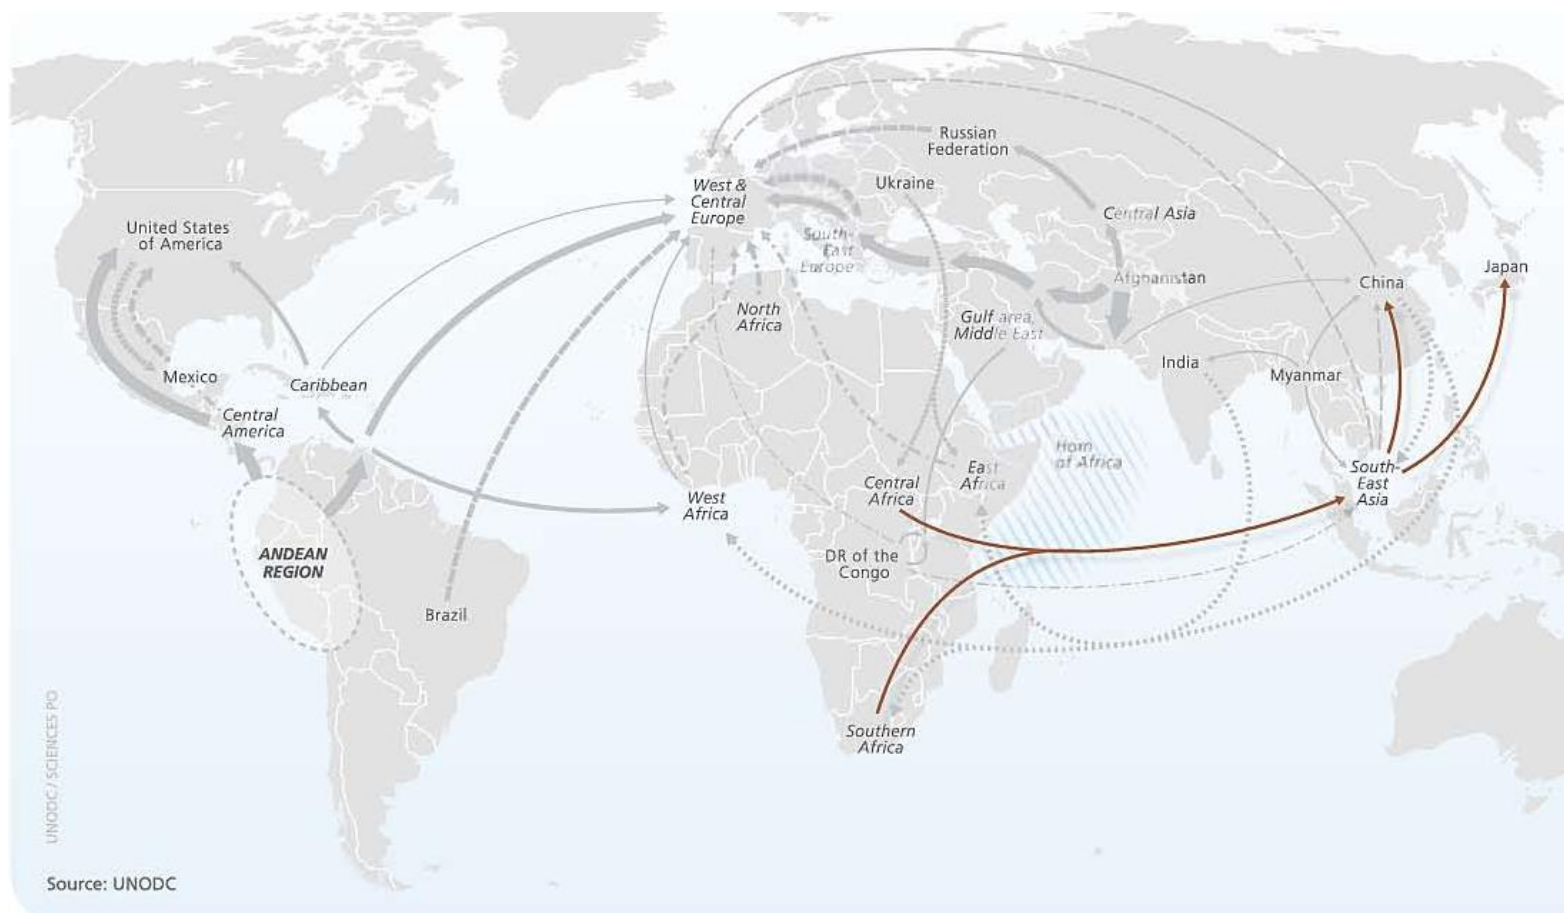 Russian
Federation
West &
Central
Europe
Ukraine
United States
of America
Central Asia
South-
East
Europe
Afghanistan
China
Japan
North
Africa
Gulf area,
Middle East
India
Myanmar
Mexico
Caribbean
Central
America
Horn
of Africa
East
Africa
Central
Africa
South-
East
Asia
West
Africa
ANDEAN
REGION
DR of the
Congo
Brazil
Southern
Africa
UNODC / SCIENCES PO
Source: UNODC